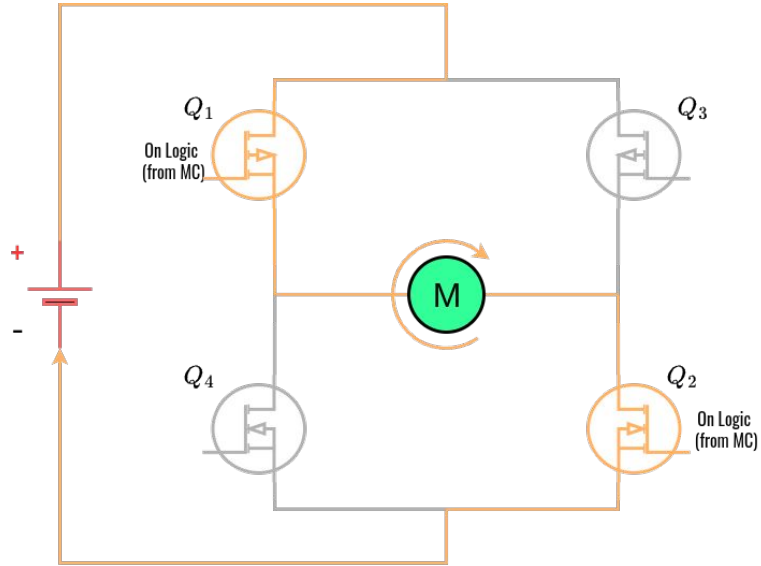 Q1
Q3
On Logic
(from MC)
+
M
-
Q4
Q2
On Logic
(from MC)